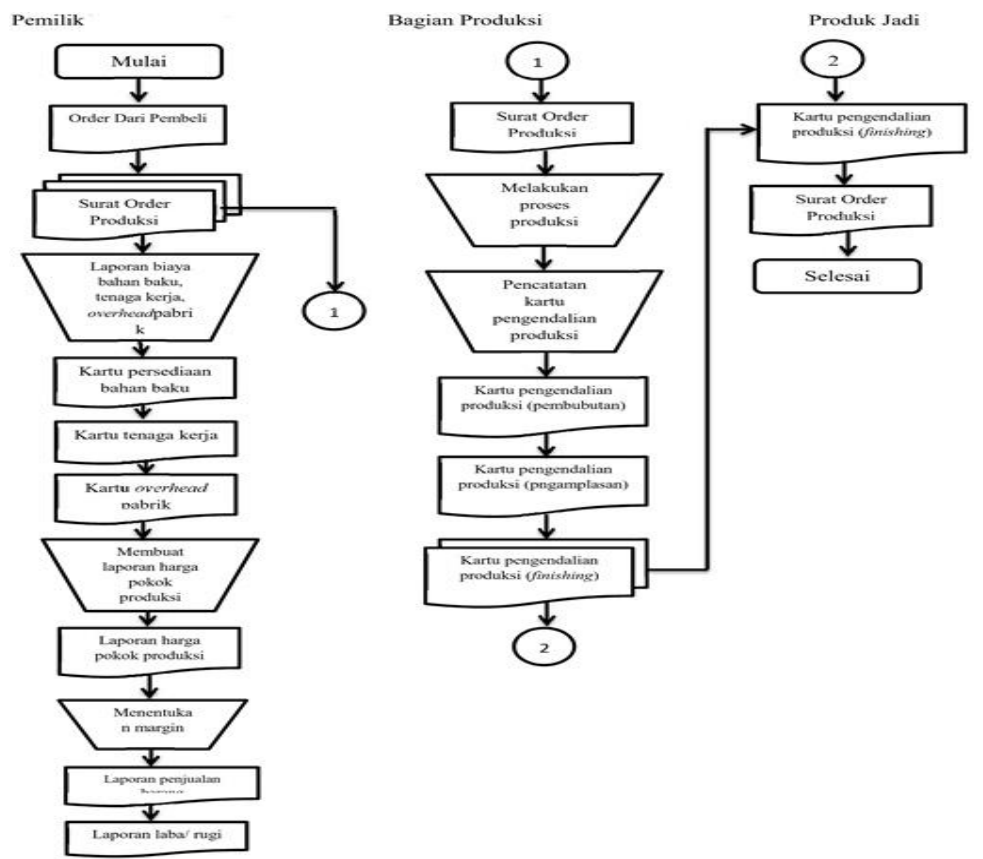 Pemilik
Mulai
Order Dari Pembeli
Surat Order
Produksi
Laporan biaya
bahan baku,
tenaga kerja,
overheadpabri
k
1
Kartu persediaan
bahan baku
Kartu tenaga kerja
Kartu overhead
pabrik
Membuat
laporan harga
pokok
produksi
Laporan harga
pokok produksi
Menentuka
n margin
Laporan penjualan
Laporan laba/ rugi
Bagian Produksi
1
Surat Order
Produksi
Melakukan
proses
produksi
Pencatatan
kartu
pengendalian
produksi
Kartu pengendalian
produksi (pembubutan)
Kartu pengendalian
produksi (pngamplasan)
Kartu pengendalian
produksi (finishing)
2
Produk Jadi
2
Kartu pengendalian
produksi (finishing)
Surat Order
Produksi
Selesai